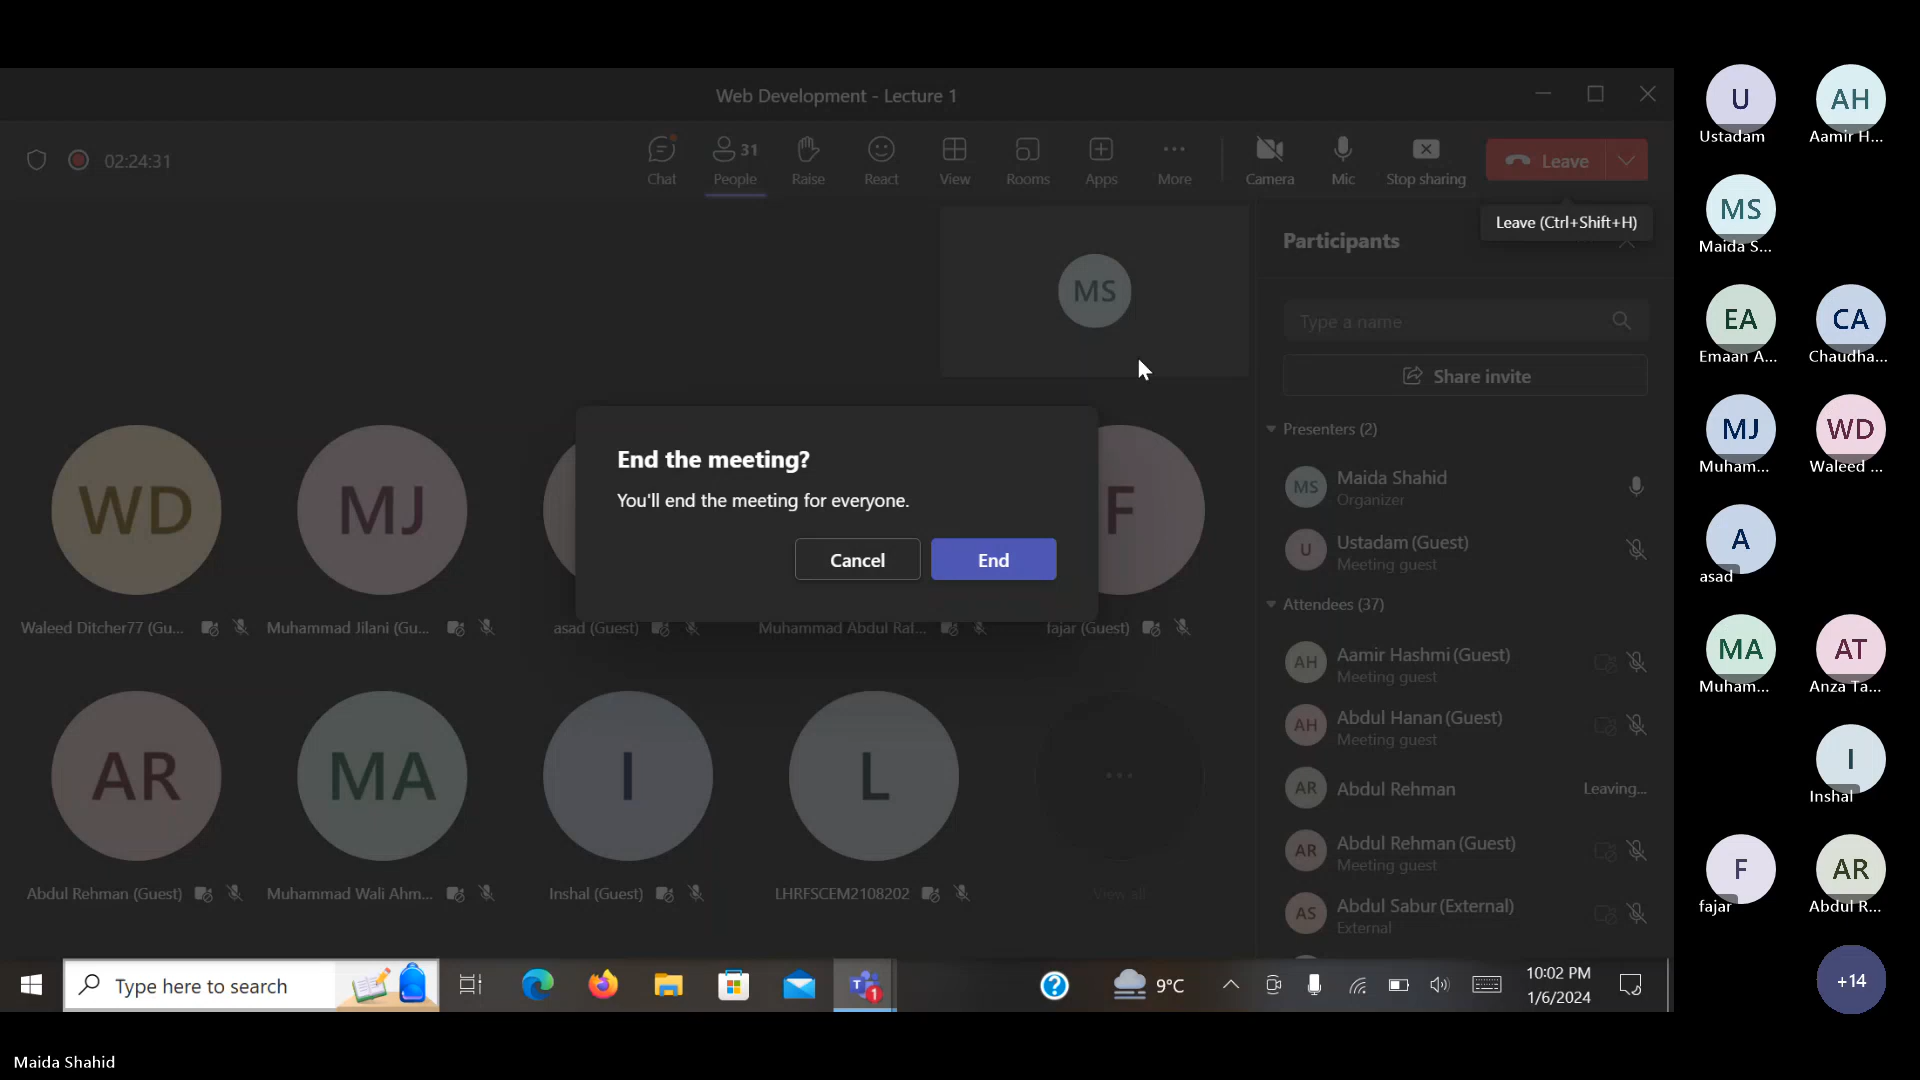 Web Development - Lecture 1
02:24:31
Chat
31
People
Raise
React
View
Rooms
Apps
More
Camera
Mic
Stop sharing
Leave
Leave (Ctrl+Shift+H)
MS
Participants
Type a name
Share invite
Presenters (2)
MS
Maida Shahid
Organizer
U
Ustadam (Guest)
Meeting guest
Attendees (37)
AH
Aamir Hashmi (Guest)
Meeting guest
AH
Abdul Hanan (Guest)
Meeting guest
AR
Abdul Rehman
Leaving...
AR
Abdul Rehman (Guest)
Meeting guest
AS
Abdul Sabur (External)
External
End the meeting?
You'll end the meeting for everyone.
Cancel
End
WD
MJ
F
Waleed Ditcher77 (Gu...
Muhammad Jilani (Gu...
asad (Guest)
Muhammad Abdul Raf...
fajar (Guest)
AR
MA
I
L
Abdul Rehman (Guest)
Muhammad Wali Ahm...
Inshal (Guest)
LHRFSCEM2108202
View all
Type here to search
1
9°C
10:02 PM
1/6/2024
Maida Shahid
U
Ustadam
AH
Aamir H...
MS
Maida S...
EA
Emaan A...
CA
Chaudha...
MJ
Muham...
WD
Waleed ...
A
asad
MA
Muham...
AT
Anza Ta...
I
Inshal
F
fajar
AR
Abdul R...
+14